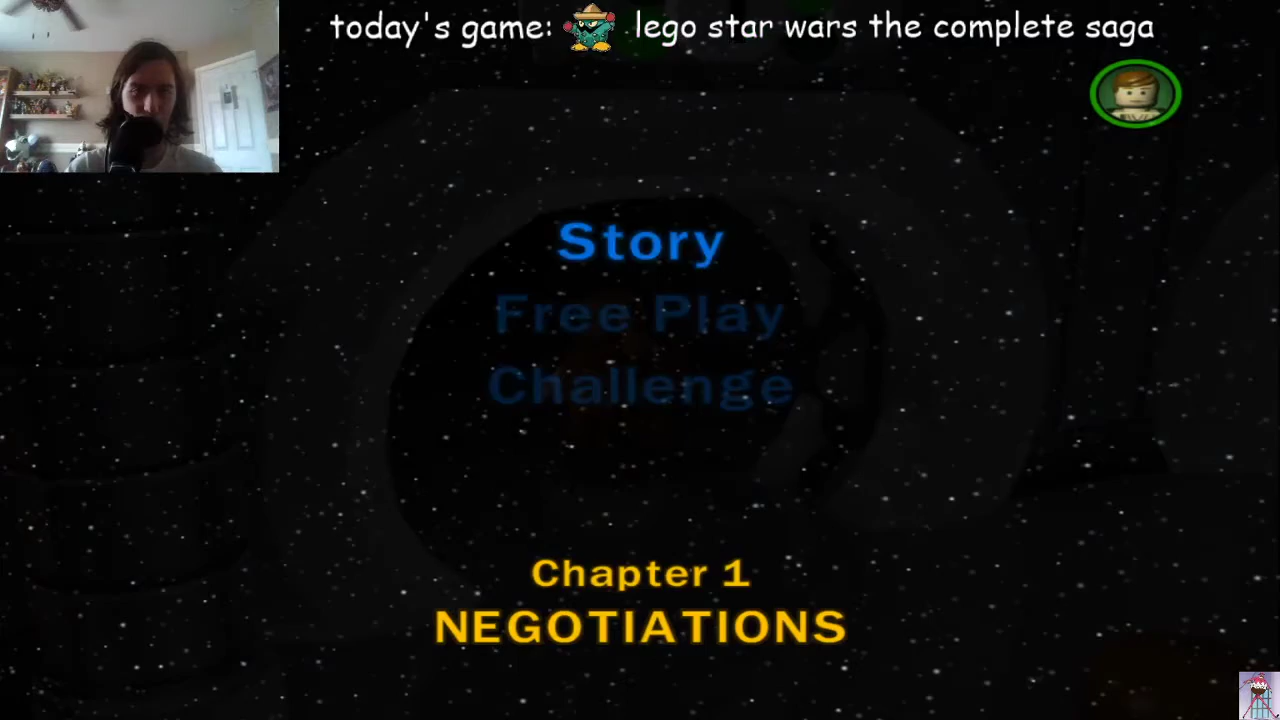 today's game: lego star wars the complete saga
Story
Free Play
Challenge
Chapter 1
NEGOTIATIONS